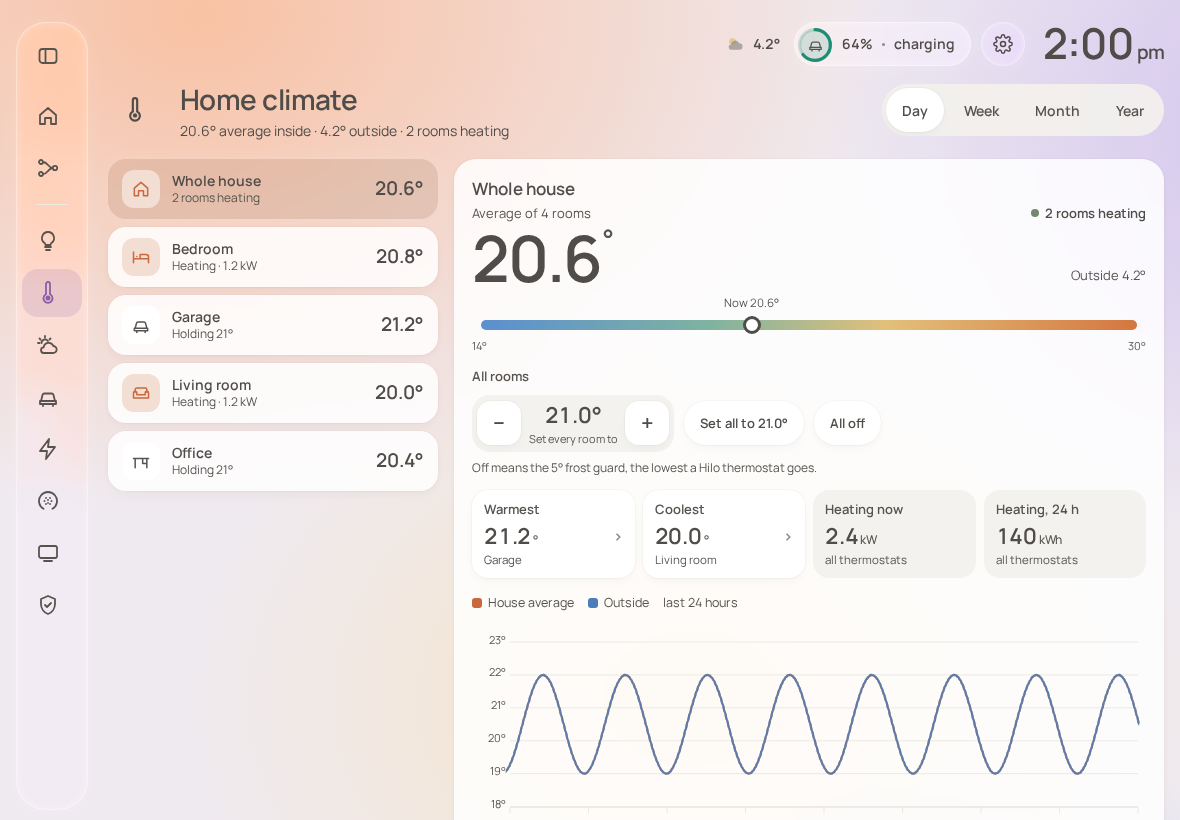 4.2°
64% · charging
2:00 pm
Home climate
20.6° average inside · 4.2° outside · 2 rooms heating
Day
Week
Month
Year
Whole house
2 rooms heating
20.6°
Bedroom
Heating · 1.2 kW
20.8°
Garage
Holding 21°
21.2°
Living room
Heating · 1.2 kW
20.0°
Office
Holding 21°
20.4°
Whole house
Average of 4 rooms
2 rooms heating
20.6°
Outside 4.2°
Now 20.6°
14°
30°
All rooms
−
21.0°
Set every room to
+
Set all to 21.0°
All off
Off means the 5° frost guard, the lowest a Hilo thermostat goes.
Warmest
21.2°
Garage
Coolest
20.0°
Living room
Heating now
2.4 kW
all thermostats
Heating, 24 h
140 kWh
all thermostats
House average
Outside
last 24 hours
23°
22°
21°
20°
19°
18°